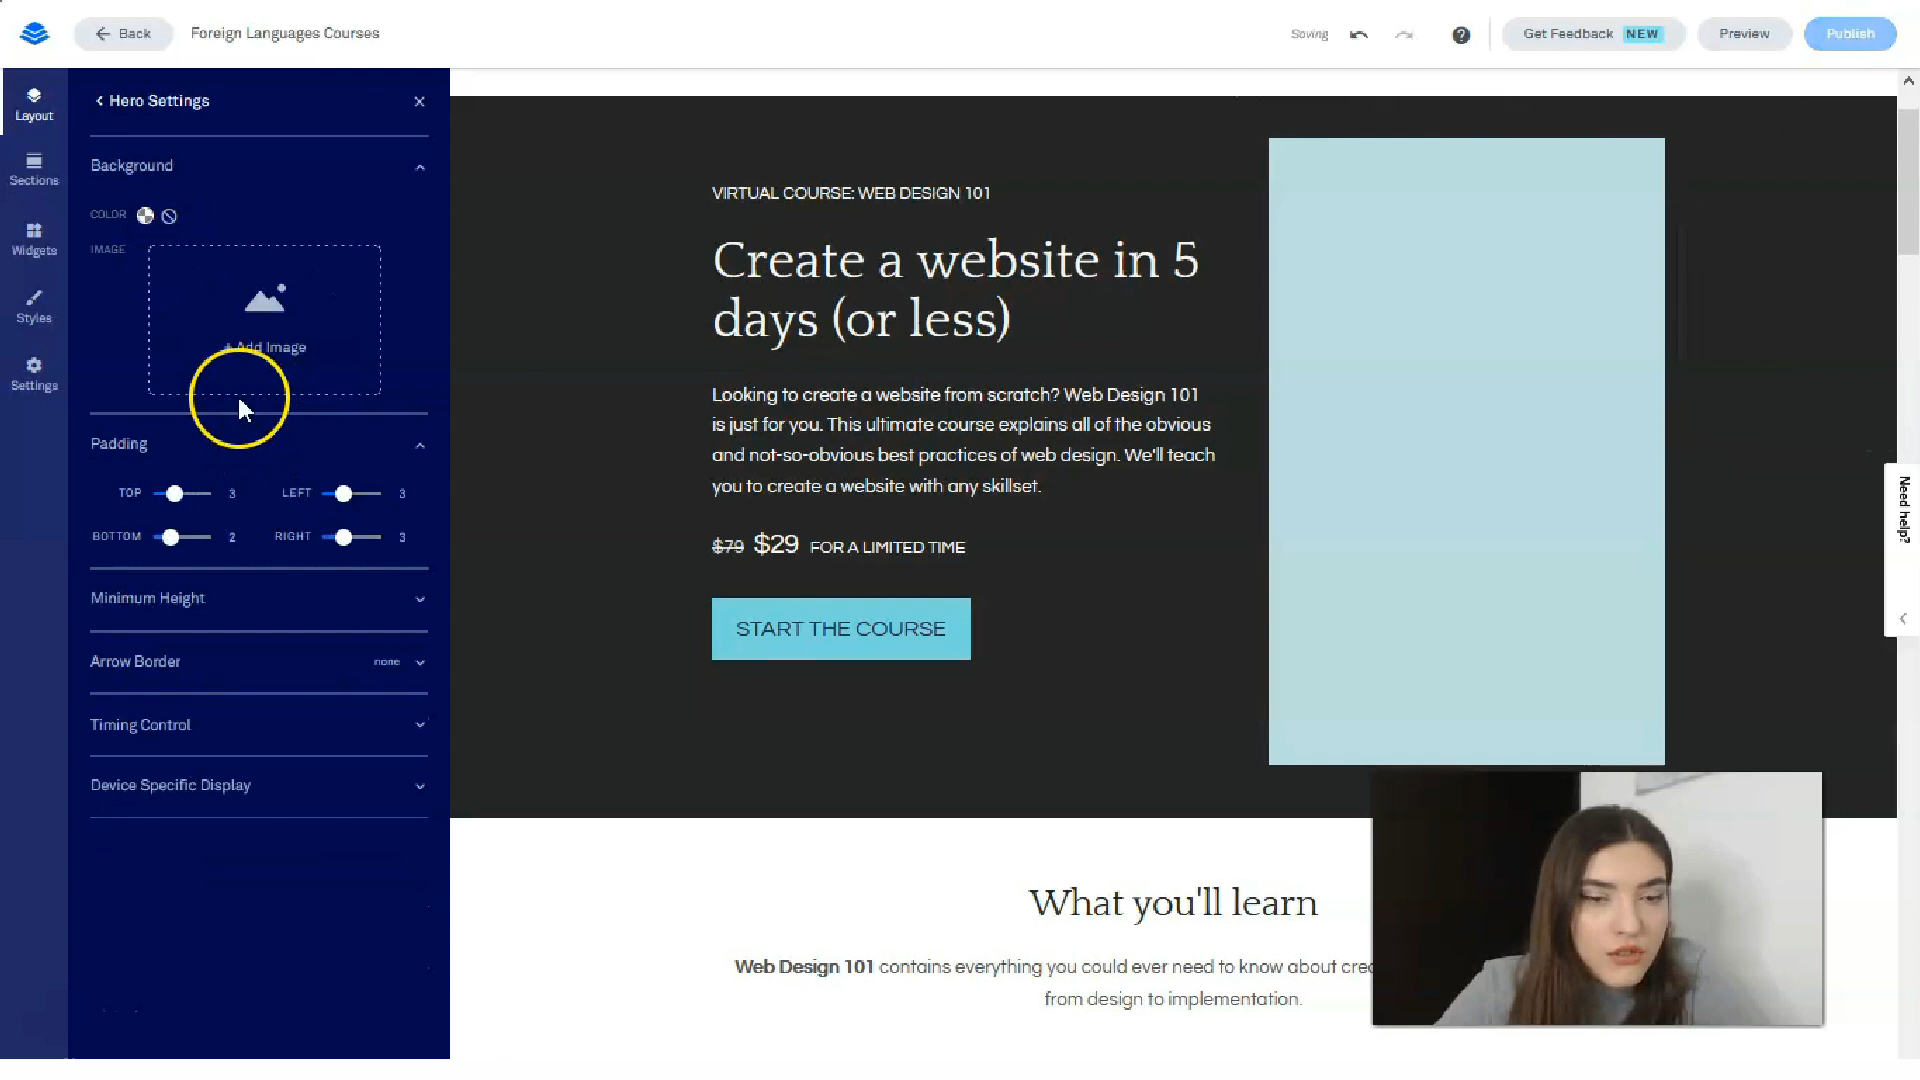 Back
Foreign Languages Courses
Saving
Get Feedback NEW
Preview
Publish
Layout
Sections
Widgets
Styles
Settings
Hero Settings
Background
COLOR
IMAGE
+ Add Image
Padding
TOP 3 LEFT 3
BOTTOM 2 RIGHT 3
Minimum Height
Arrow Border none
Timing Control
Device Specific Display
VIRTUAL COURSE: WEB DESIGN 101
Create a website in 5
days (or less)
Looking to create a website from scratch? Web Design 101
is just for you. This ultimate course explains all of the obvious
and not-so-obvious best practices of web design. We'll teach
you to create a website with any skillset.
$79 $29 FOR A LIMITED TIME
START THE COURSE
What you'll learn
Web Design 101 contains everything you could ever need to know about crea
from design to implementation.
Need help?